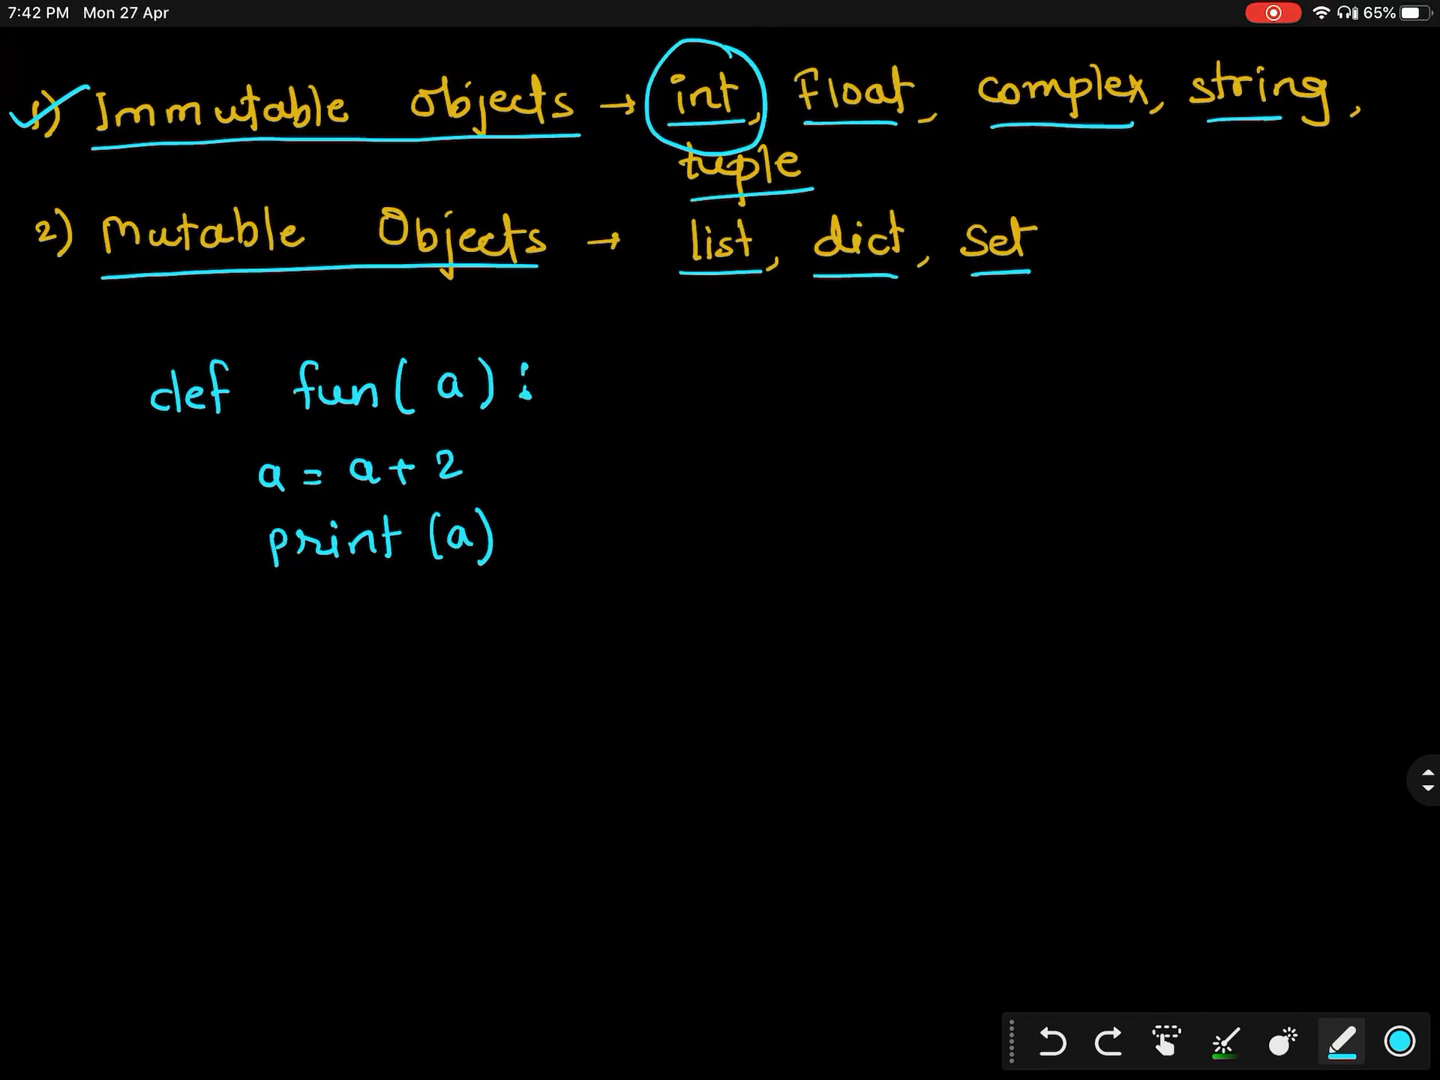 7:42 PM Mon 27 Apr 65%
1) Immutable Objects → int, Float, complex, string,
tuple
2) Mutable Objects → list, dict, set
def fun( a ) :
a = a + 2
print (a)